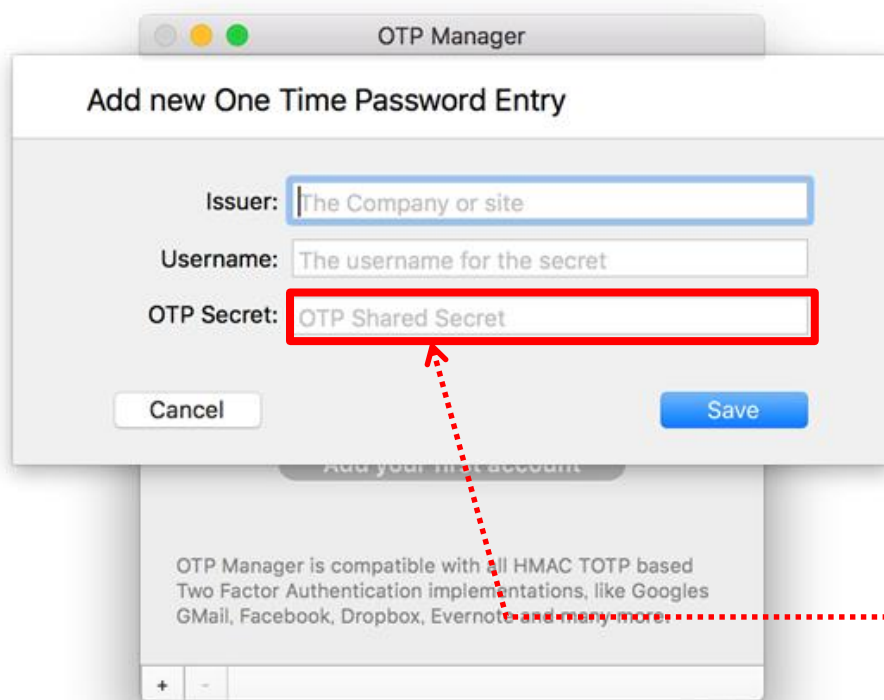 OTP Manager
Add new One Time Password Entry
Issuer: The Company or site
Username: The username for the secret
OTP Secret: OTP Shared Secret
Cancel Save
Add your first account
OTP Manager is compatible with all HMAC TOTP based
Two Factor Authentication implementations, like Googles
GMail, Facebook, Dropbox, Evernote and many more.
+ -